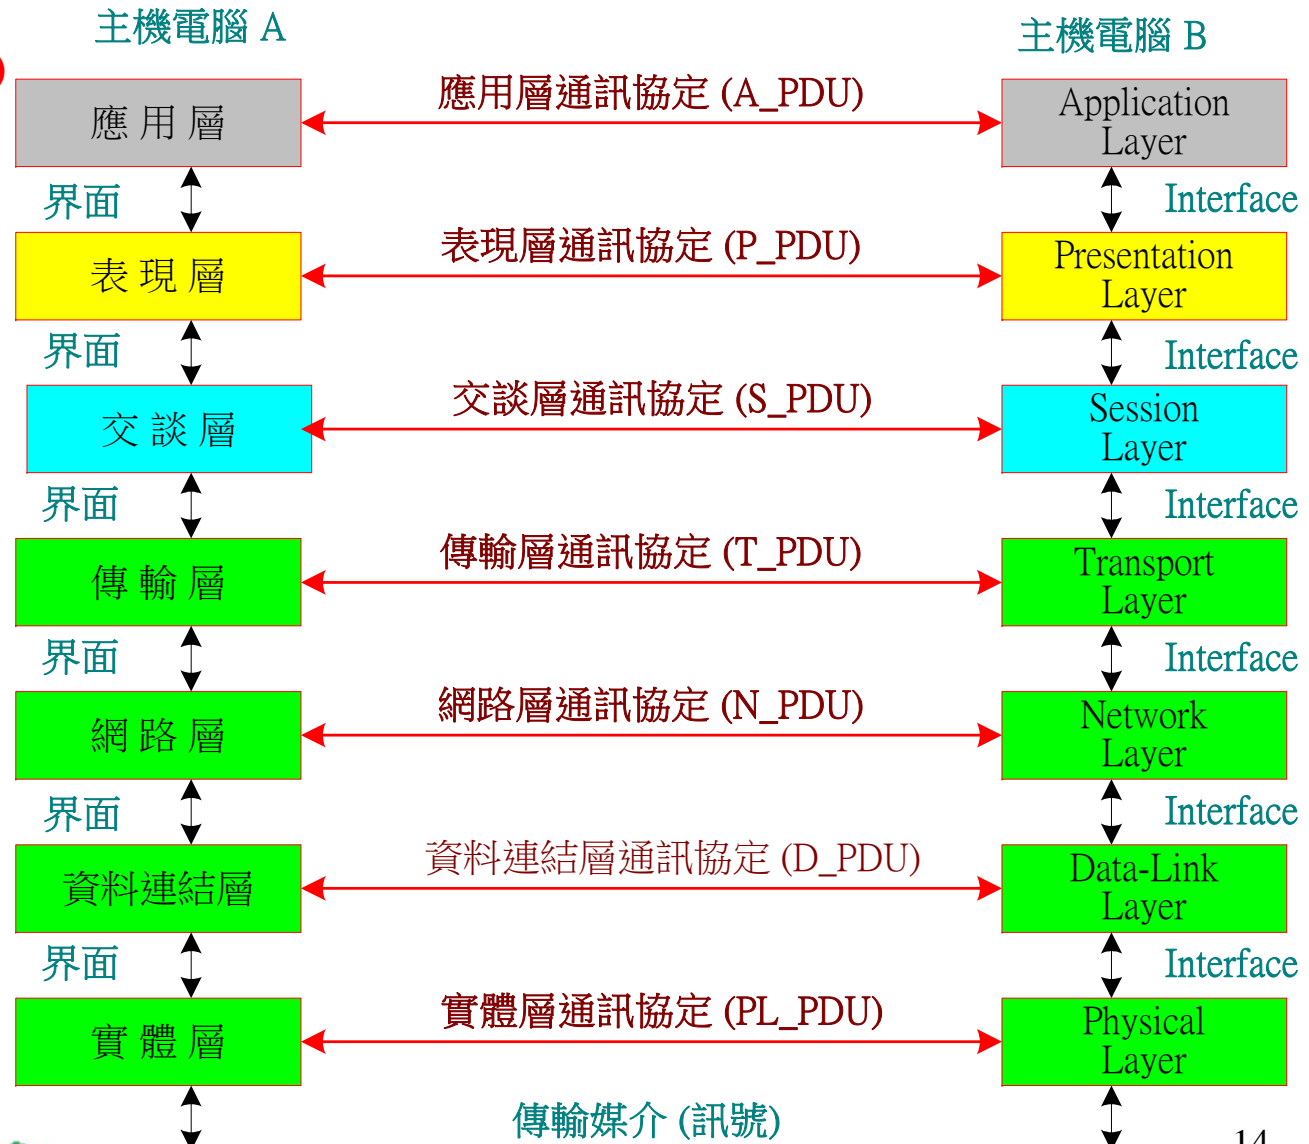 主機電腦 A
主機電腦 B
應用層通訊協定 (A_PDU)
應 用 層
Application
Layer
界面
Interface
表現層通訊協定 (P_PDU)
表 現 層
Presentation
Layer
界面
Interface
交談層通訊協定 (S_PDU)
交 談 層
Session
Layer
界面
Interface
傳輸層通訊協定 (T_PDU)
傳 輸 層
Transport
Layer
界面
Interface
網路層通訊協定 (N_PDU)
網 路 層
Network
Layer
界面
Interface
資料連結層通訊協定 (D_PDU)
資料連結層
Data-Link
Layer
界面
Interface
實體層通訊協定 (PL_PDU)
實 體 層
Physical
Layer
傳輸媒介 (訊號)
14